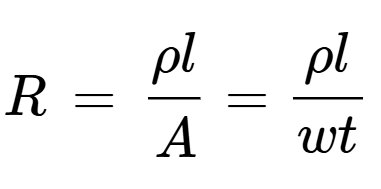 R = ρl/A = ρl/wt